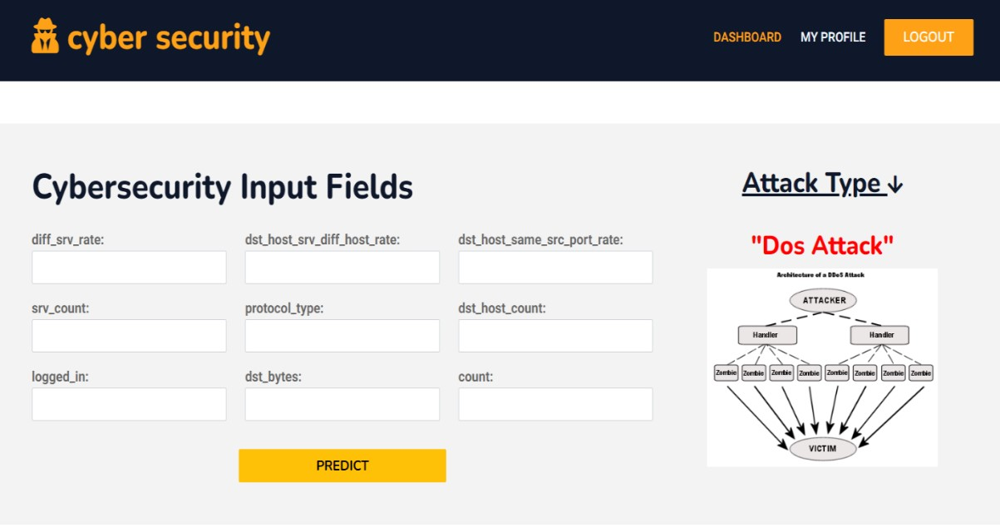 cyber security
DASHBOARD MY PROFILE LOGOUT
Cybersecurity Input Fields
diff_srv_rate: dst_host_srv_diff_host_rate: dst_host_same_src_port_rate:
srv_count: protocol_type: dst_host_count:
logged_in: dst_bytes: count:
PREDICT
Attack Type ↓
"Dos Attack"
Architecture of a DDoS Attack
ATTACKER
Handler Handler
Zombie Zombie Zombie Zombie Zombie Zombie Zombie Zombie
VICTIM